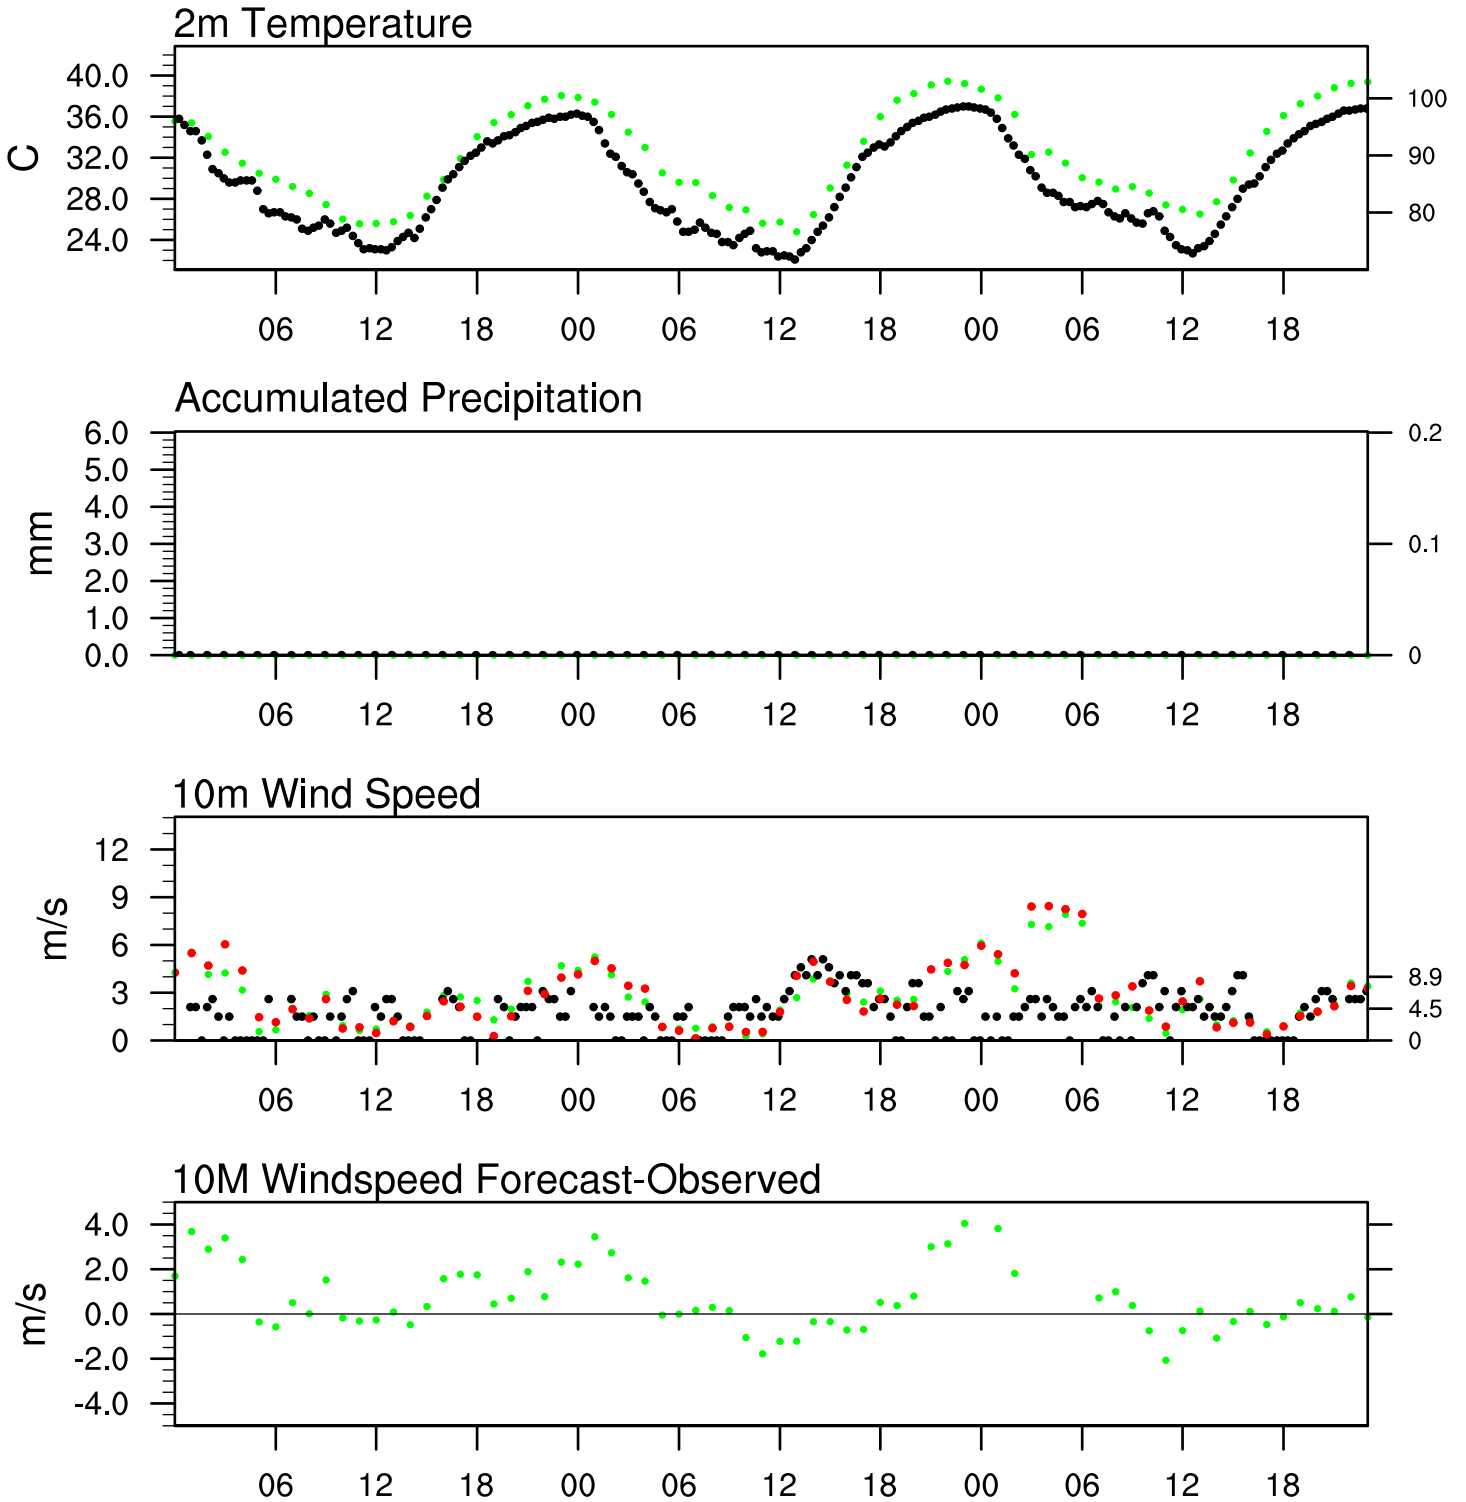 2m Temperature
40.0
36.0
32.0
28.0
24.0
C
100
90
80
06 12 18 00 06 12 18 00 06 12 18
Accumulated Precipitation
6.0
5.0
4.0
3.0
2.0
1.0
0.0
mm
0.2
0.1
0
06 12 18 00 06 12 18 00 06 12 18
10m Wind Speed
12
9
6
3
0
m/s
8.9
4.5
0
06 12 18 00 06 12 18 00 06 12 18
10M Windspeed Forecast-Observed
4.0
2.0
0.0
-2.0
-4.0
m/s
06 12 18 00 06 12 18 00 06 12 18